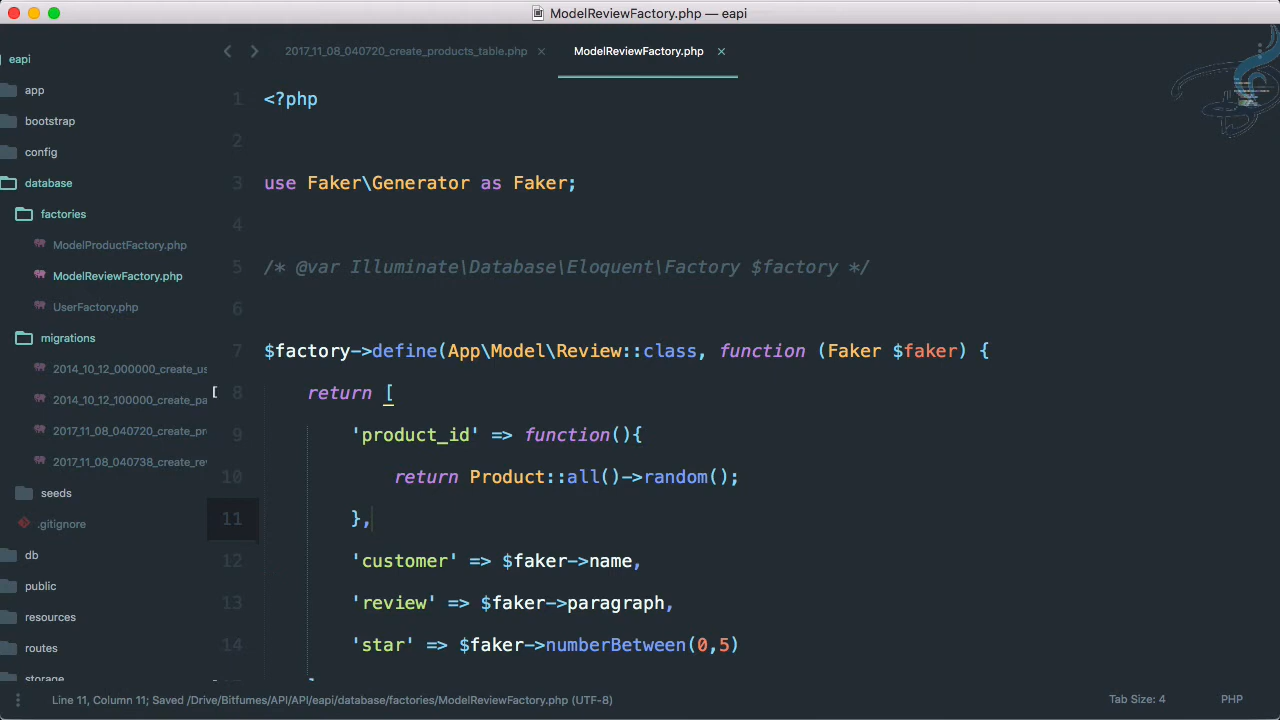 ModelReviewFactory.php — eapi
eapi
app
bootstrap
config
database
factories
ModelProductFactory.php
ModelReviewFactory.php
UserFactory.php
migrations
2014_10_12_000000_create_us
2014_10_12_100000_create_pa
2017_11_08_040720_create_pr
2017_11_08_040738_create_rev
seeds
.gitignore
db
public
resources
routes
storage
2017_11_08_040720_create_products_table.php ×
ModelReviewFactory.php ×
1 <?php
2
3 use Faker\Generator as Faker;
4
5 /* @var Illuminate\Database\Eloquent\Factory $factory */
6
7 $factory->define(App\Model\Review::class, function (Faker $faker) {
8 return [
9 'product_id' => function(){
10 return Product::all()->random();
11 },
12 'customer' => $faker->name,
13 'review' => $faker->paragraph,
14 'star' => $faker->numberBetween(0,5)
Line 11, Column 11; Saved /Drive/Bitfumes/API/API/eapi/database/factories/ModelReviewFactory.php (UTF-8)
Tab Size: 4
PHP